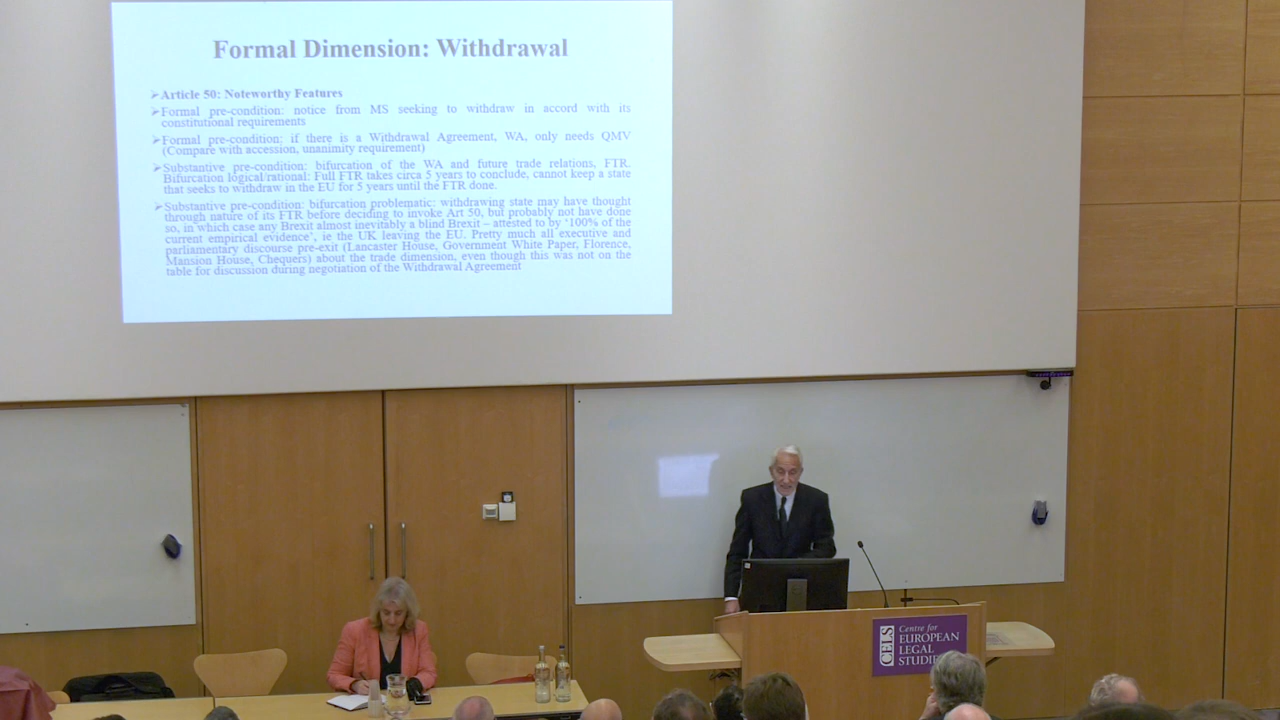 Formal Dimension: Withdrawal
➢Article 50: Noteworthy Features
➢Formal pre-condition: notice from MS seeking to withdraw in accord with its
constitutional requirements
➢Formal pre-condition: if there is a Withdrawal Agreement, WA, only needs QMV
(Compare with accession, unanimity requirement)
➢Substantive pre-condition: bifurcation of the WA and future trade relations, FTR.
Bifurcation logical/rational: Full FTR takes circa 5 years to conclude, cannot keep a state
that seeks to withdraw in the EU for 5 years until the FTR done.
➢Substantive pre-condition: bifurcation problematic: withdrawing state may have thought
through nature of its FTR before deciding to invoke Art 50, but probably not have done
so, in which case any Brexit almost inevitably a blind Brexit – attested to by ‘100% of the
current empirical evidence’, ie the UK leaving the EU. Pretty much all executive and
parliamentary discourse pre-exit (Lancaster House, Government White Paper, Florence,
Mansion House, Chequers) about the trade dimension, even though this was not on the
table for discussion during negotiation of the Withdrawal Agreement
CELS
Centre for
EUROPEAN
LEGAL
STUDIES